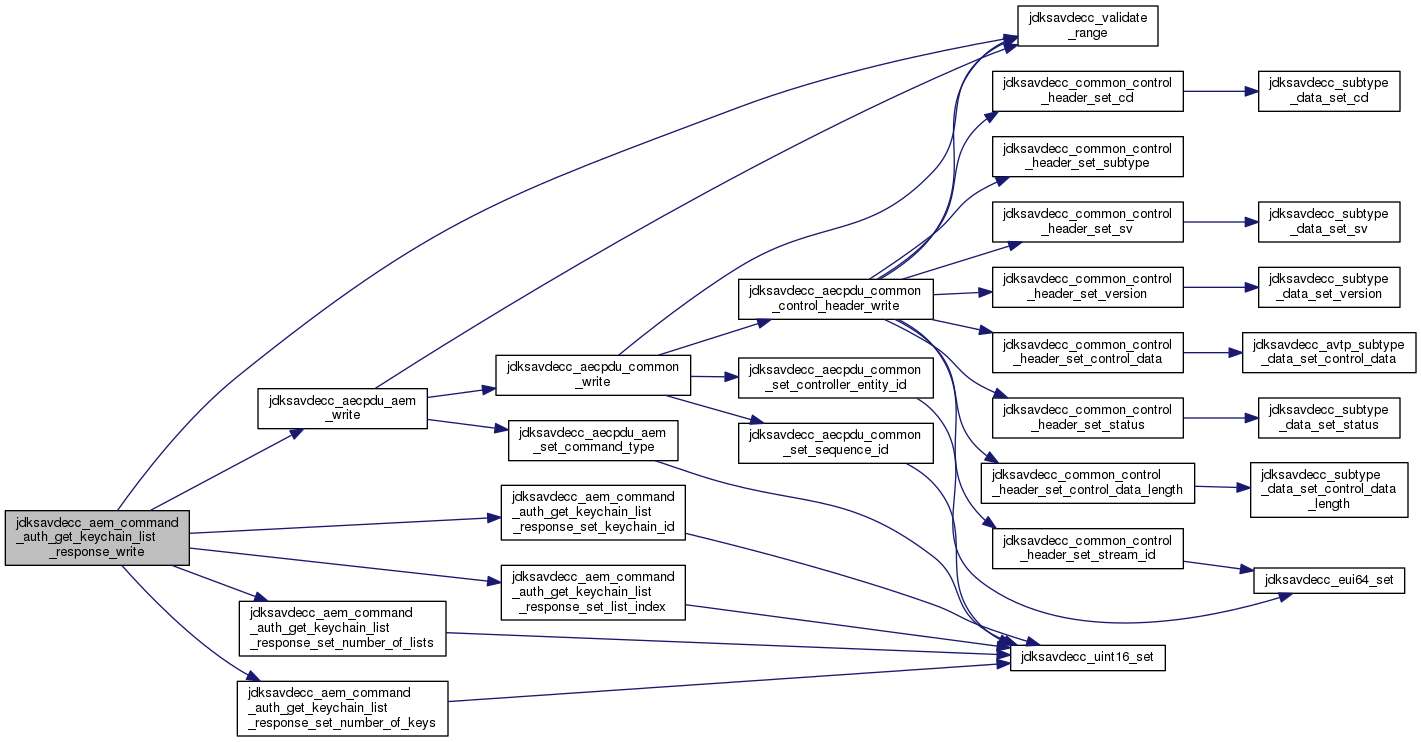 jdksavdecc_validate
_range
jdksavdecc_common_control
_header_set_cd
jdksavdecc_subtype
_data_set_cd
jdksavdecc_common_control
_header_set_subtype
jdksavdecc_common_control
_header_set_sv
jdksavdecc_subtype
_data_set_sv
jdksavdecc_aecpdu_common
_control_header_write
jdksavdecc_common_control
_header_set_version
jdksavdecc_subtype
_data_set_version
jdksavdecc_common_control
_header_set_control_data
jdksavdecc_avtp_subtype
_data_set_control_data
jdksavdecc_aecpdu_common
_write
jdksavdecc_aecpdu_common
_set_controller_entity_id
jdksavdecc_aecpdu_aem
_write
jdksavdecc_common_control
_header_set_status
jdksavdecc_subtype
_data_set_status
jdksavdecc_aecpdu_aem
_set_command_type
jdksavdecc_aecpdu_common
_set_sequence_id
jdksavdecc_common_control
_header_set_control_data_length
jdksavdecc_subtype
_data_set_control_data
_length
jdksavdecc_aem_command
_auth_get_keychain_list
_response_write
jdksavdecc_aem_command
_auth_get_keychain_list
_response_set_keychain_id
jdksavdecc_common_control
_header_set_stream_id
jdksavdecc_eui64_set
jdksavdecc_aem_command
_auth_get_keychain_list
_response_set_list_index
jdksavdecc_aem_command
_auth_get_keychain_list
_response_set_number_of_lists
jdksavdecc_uint16_set
jdksavdecc_aem_command
_auth_get_keychain_list
_response_set_number_of_keys